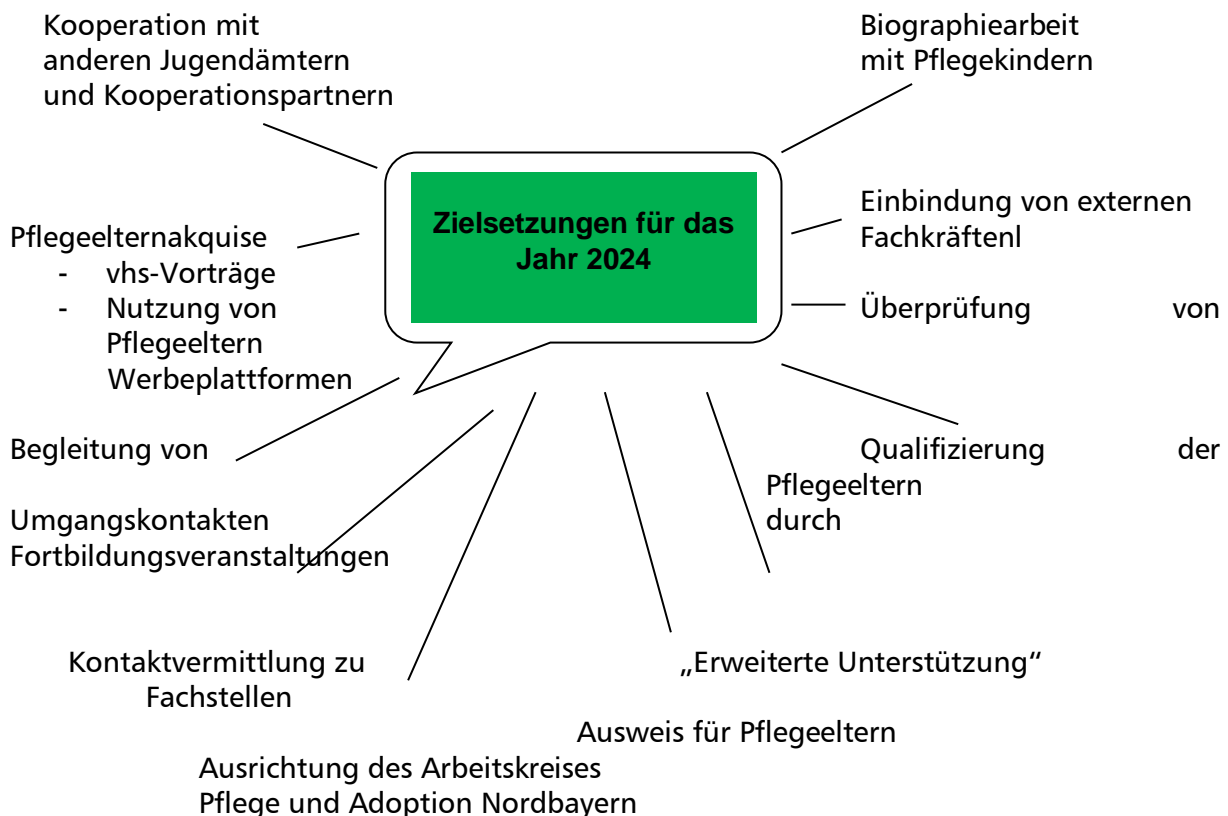 Kooperation mit
anderen Jugendämtern
und Kooperationspartnern
Biographiearbeit
mit Pflegekindern
Zielsetzungen für das
Jahr 2024
Einbindung von externen
Fachkräftenl
Pflegeelternakquise
- vhs-Vorträge
- Nutzung von
Pflegeeltern
Werbeplattformen
Überprüfung von
Begleitung von
Qualifizierung der
Pflegeeltern
durch
Umgangskontakten
Fortbildungsveranstaltungen
Kontaktvermittlung zu
Fachstellen
„Erweiterte Unterstützung“
Ausweis für Pflegeeltern
Ausrichtung des Arbeitskreises
Pflege und Adoption Nordbayern